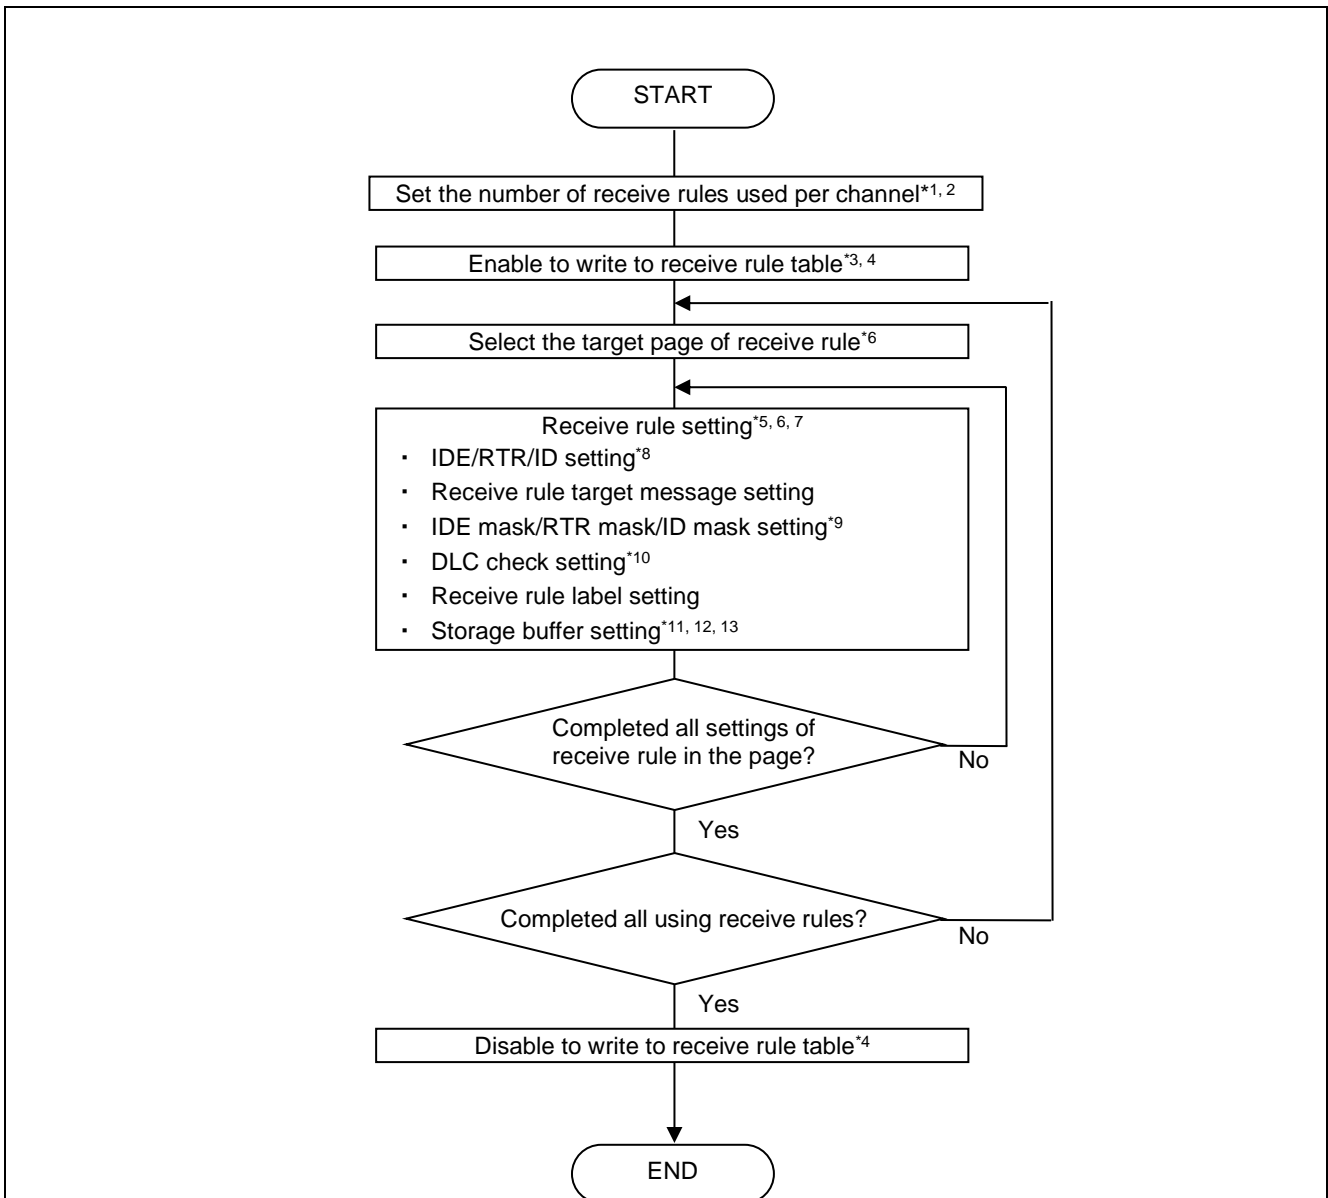 START
Set the number of receive rules used per channel*1, 2
Enable to write to receive rule table*3, 4
Select the target page of receive rule*6
Receive rule setting*5, 6, 7
・ IDE/RTR/ID setting*8
・ Receive rule target message setting
・ IDE mask/RTR mask/ID mask setting*9
・ DLC check setting*10
・ Receive rule label setting
・ Storage buffer setting*11, 12, 13
Completed all settings of
receive rule in the page?
No
Yes
Completed all using receive rules?
No
Yes
Disable to write to receive rule table*4
END